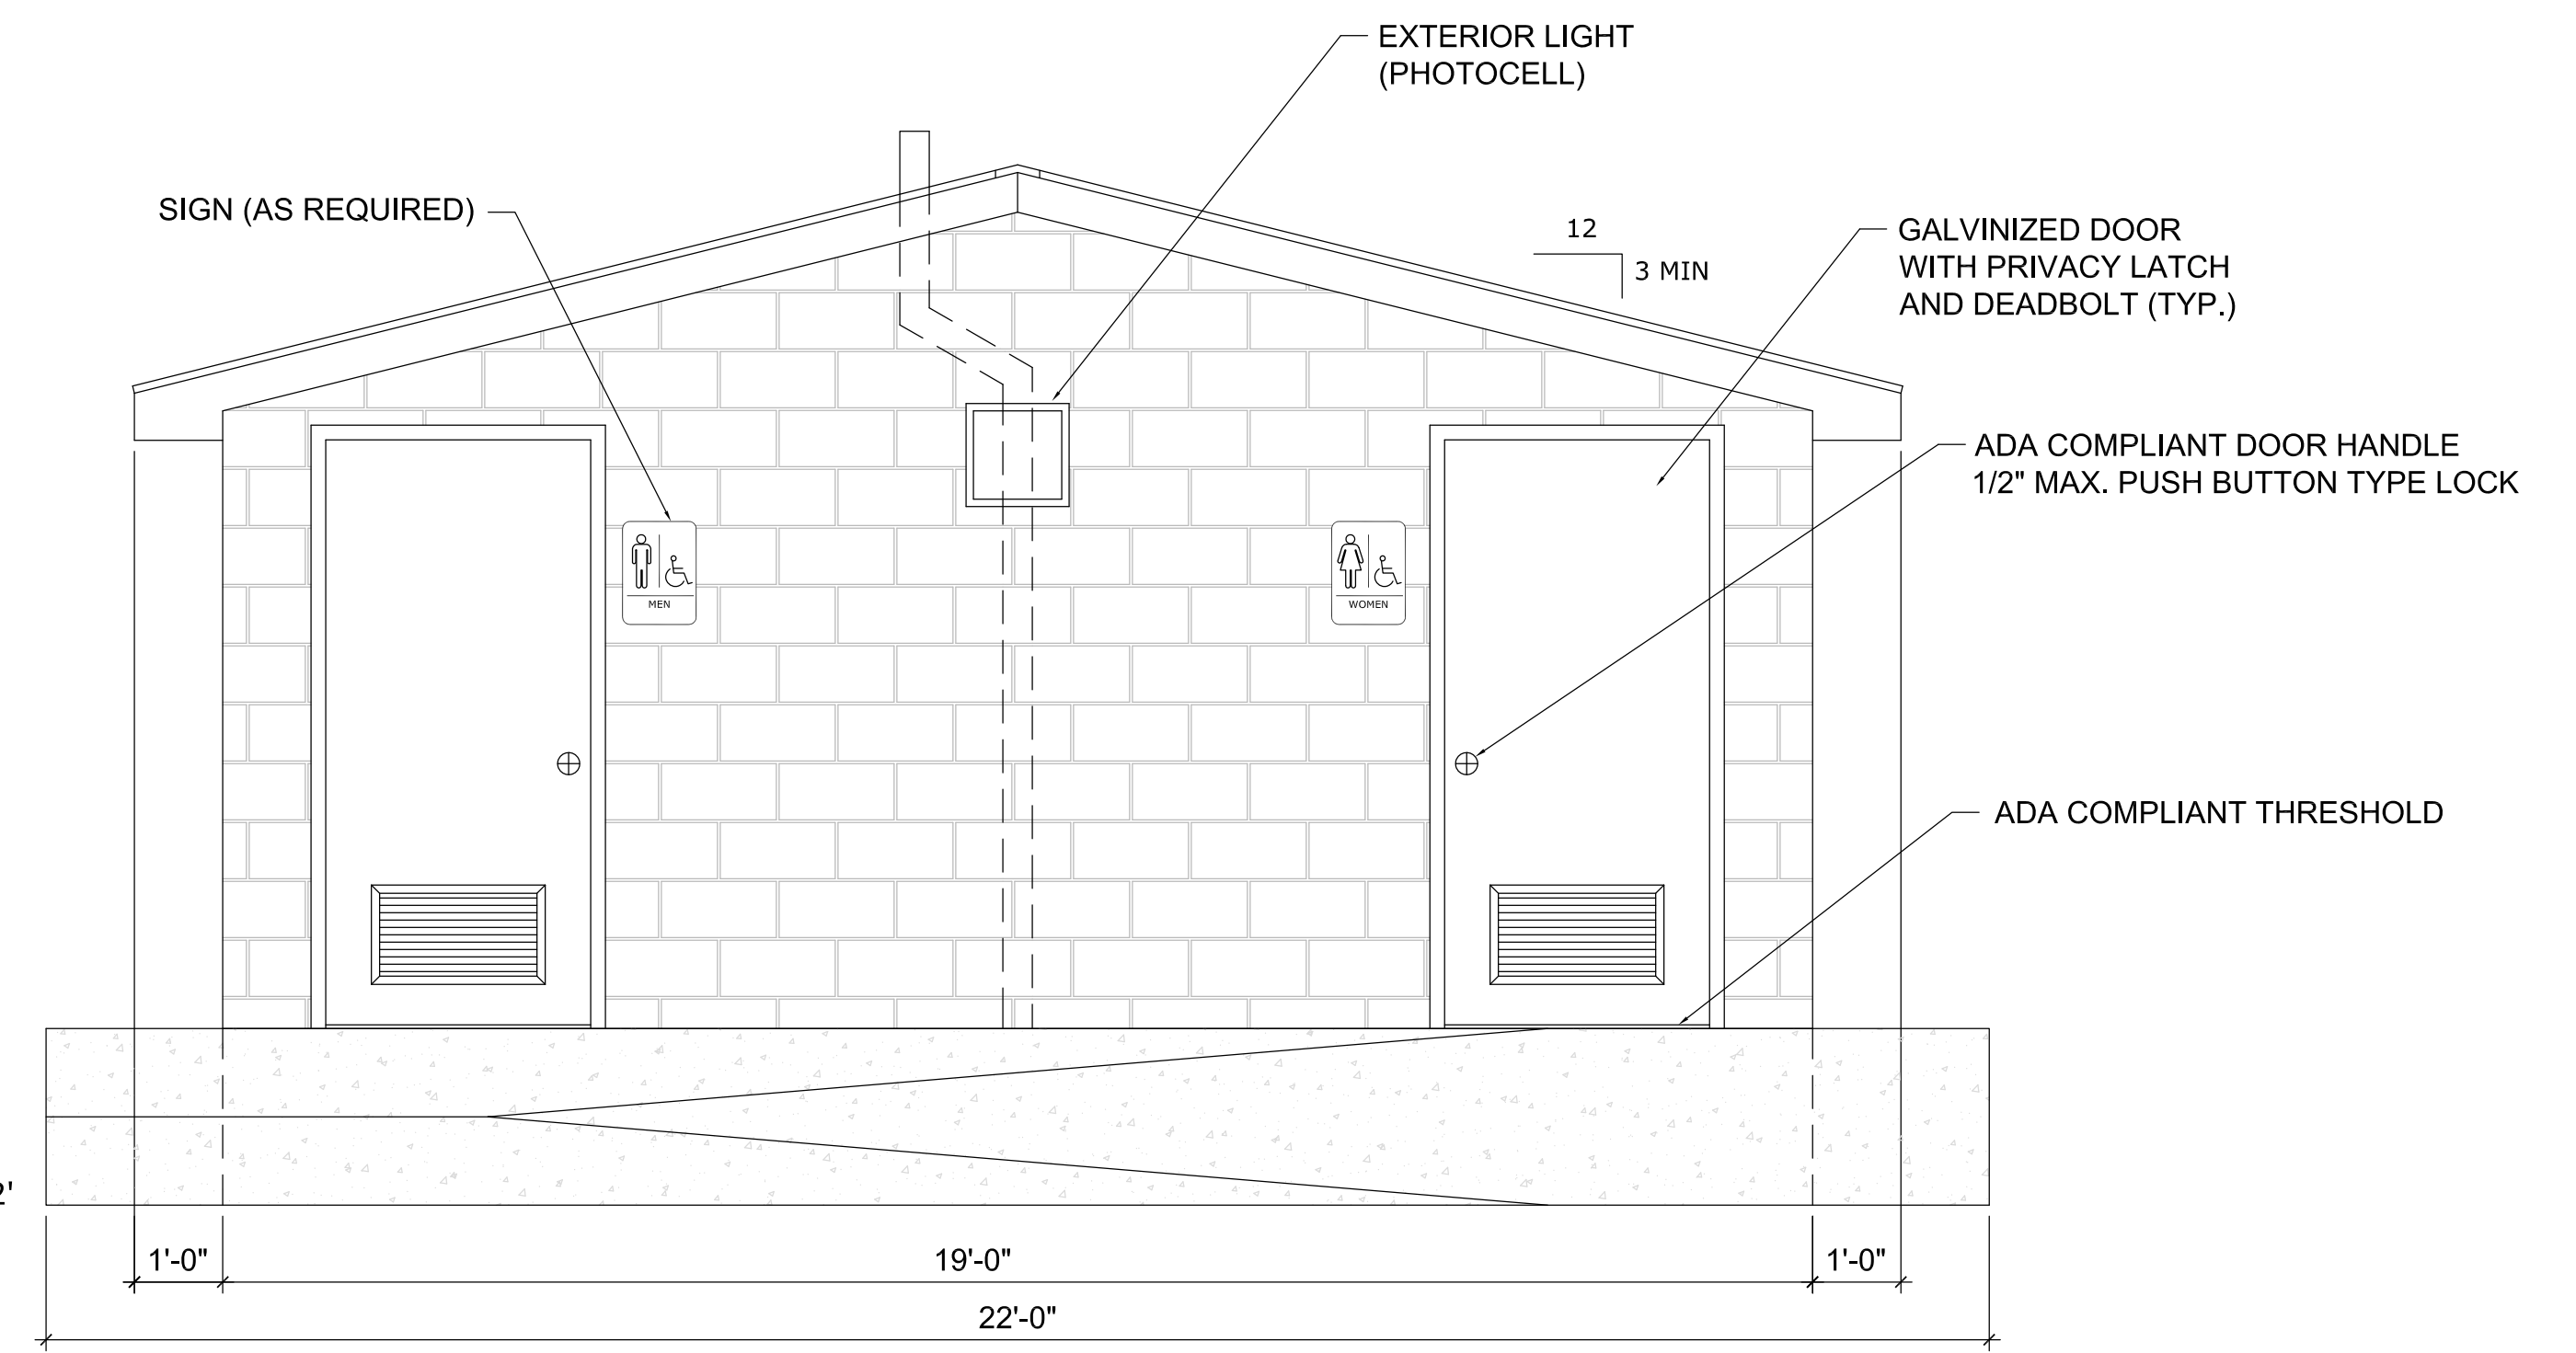 EXTERIOR LIGHT
(PHOTOCELL)
SIGN (AS REQUIRED)
12
3 MIN
GALVINIZED DOOR
WITH PRIVACY LATCH
AND DEADBOLT (TYP.)
ADA COMPLIANT DOOR HANDLE
1/2" MAX. PUSH BUTTON TYPE LOCK
MEN
WOMEN
ADA COMPLIANT THRESHOLD
2'
1'-0"
19'-0"
1'-0"
22'-0"